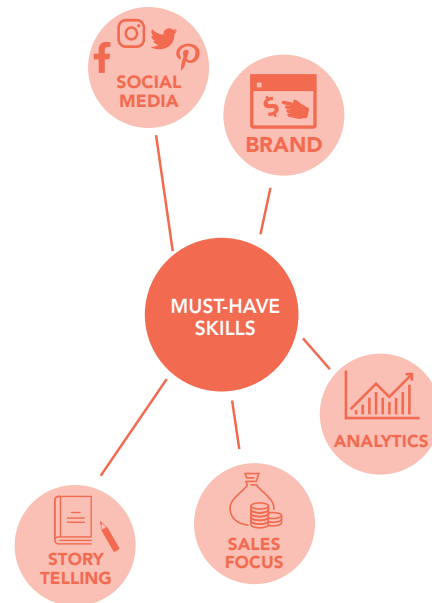 SOCIAL
MEDIA
BRAND
MUST-HAVE
SKILLS
ANALYTICS
SALES
FOCUS
STORY
TELLING